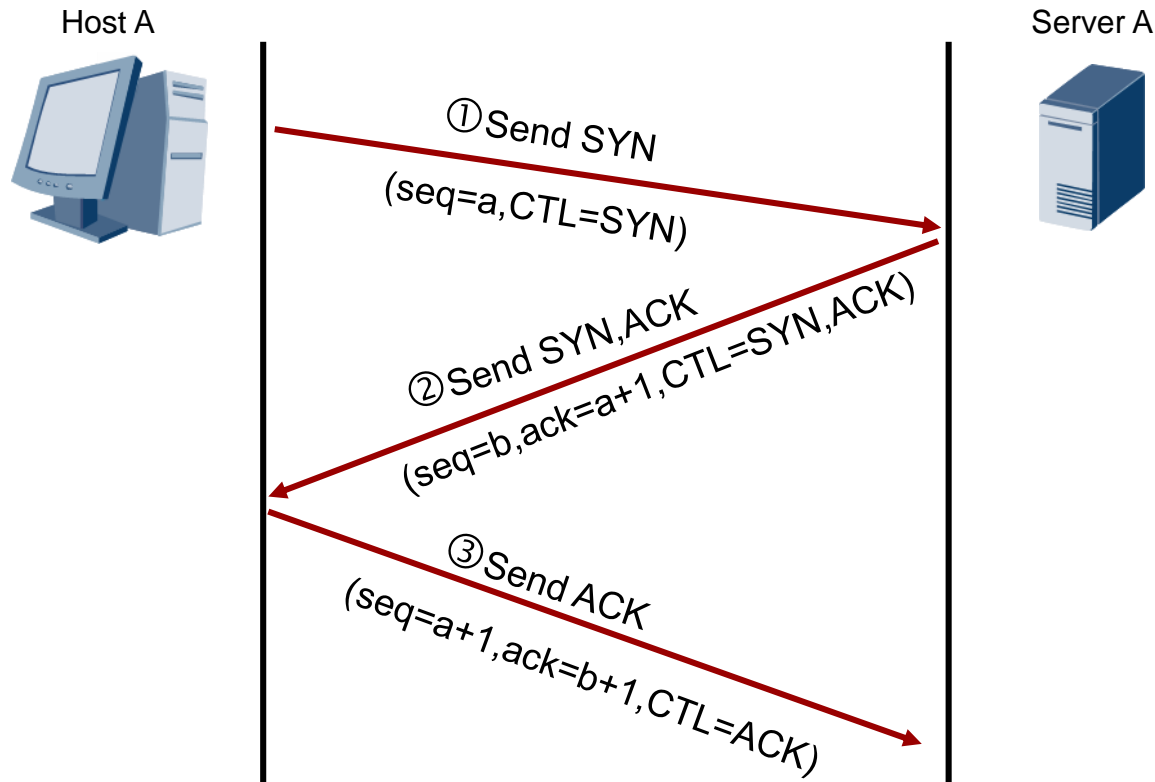 Host A
Server A
①Send SYN
(seq=a,CTL=SYN)
②Send SYN,ACK
(seq=b,ack=a+1,CTL=SYN,ACK)
③Send ACK
(seq=a+1,ack=b+1,CTL=ACK)